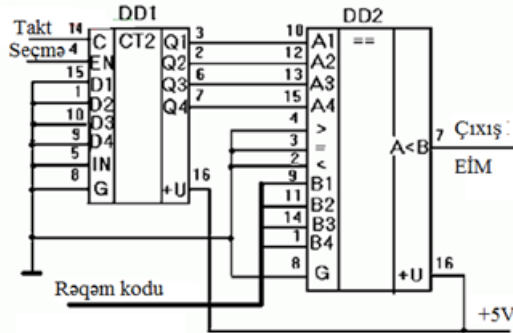 DD1 DD2
Takt 14 C CT2 Q1 3 10 A1 ==
Seçmə 4 EN Q2 2 12 A2
15 D1 Q3 6 13 A3
1 D2 Q4 7 15 A4
10 D3 4 >
9 D4 3 = A<B 7 Çıxış
5 IN 2 < EİM
8 G +U 16 9 B1
11 B2
14 B3
1 B4
8 G +U 16
Rəqəm kodu
+5V